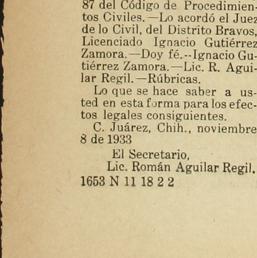 87 del Código de Procedimien-
tos Civiles.—Lo acordó el Juez
de lo Civil, del Distrito Bravos,
Licenciado Ignacio Gutiérrez
Zamora.—Doy fé.--Ignacio Gu-
tiérrez Zamora.—Lic. R. Agui-
lar Regil.—Rúbricas.
Lo que se hace saber a us-
ted en esta forma para los efec-
tos legales consiguientes.
C. Juárez, Chih., noviembre
8 de 1933
El Secretario,
Lic. Román Aguilar Regil.
1653 N 11 18 2 2